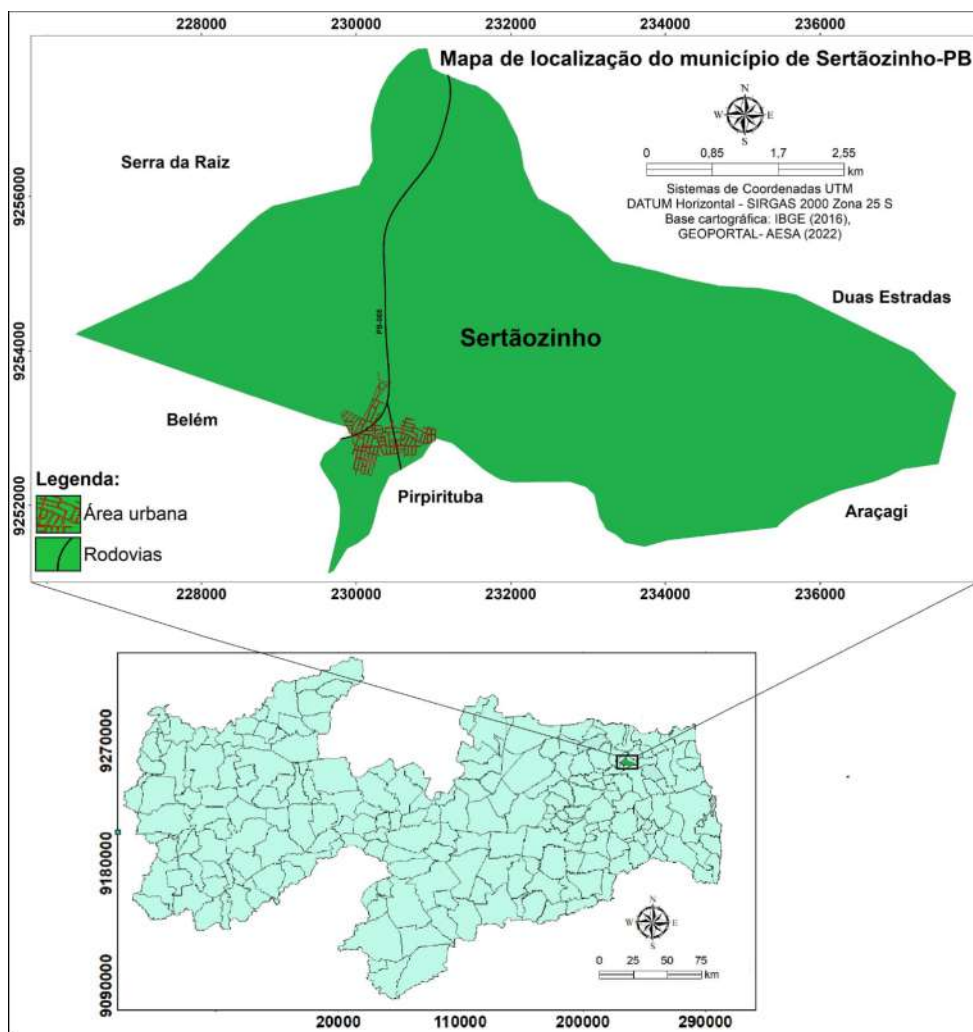 228000 230000 232000 234000 236000
Mapa de localização do município de Sertãozinho-PB
N
W E
S
0 0,85 1,7 2,55
km
Sistemas de Coordenadas UTM
DATUM Horizontal - SIRGAS 2000 Zona 25 S
Base cartográfica: IBGE (2016),
GEOPORTAL- AESA (2022)
Serra da Raiz
9256000
Duas Estradas
Sertãozinho
9254000
Belém
Legenda:
Área urbana
Rodovias
Pirpirituba
Araçagi
9252000
228000 230000 232000 234000 236000
9270000
9180000
9090000
N
W E
S
0 25 50 75
km
20000 110000 200000 290000